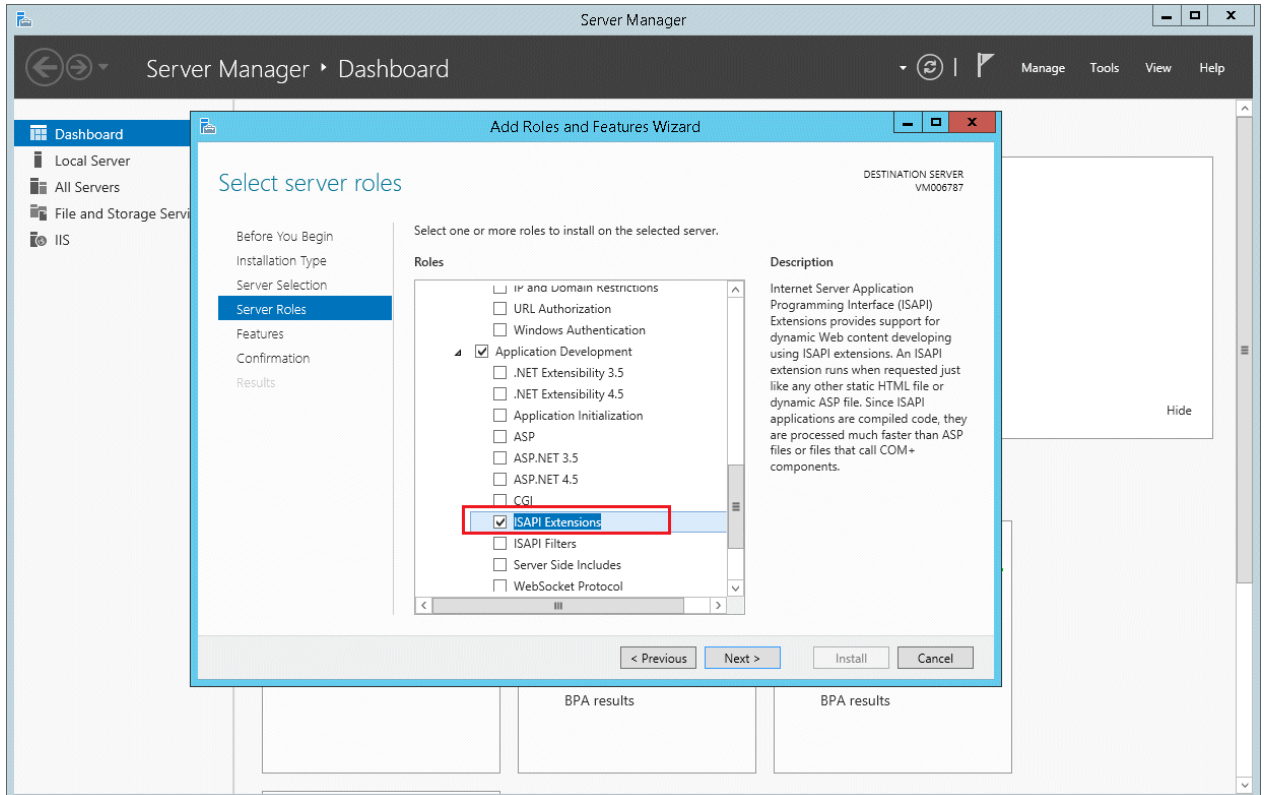 Server Manager
Server Manager ‣ Dashboard
Manage Tools View Help
Dashboard
Local Server
All Servers
File and Storage Servi
IIS
Add Roles and Features Wizard
Select server roles
DESTINATION SERVER
VM006787
Before You Begin
Installation Type
Server Selection
Server Roles
Features
Confirmation
Results
Select one or more roles to install on the selected server.
Roles
IP and Domain Restrictions
URL Authorization
Windows Authentication
Application Development
.NET Extensibility 3.5
.NET Extensibility 4.5
Application Initialization
ASP
ASP.NET 3.5
ASP.NET 4.5
CGI
ISAPI Extensions
ISAPI Filters
Server Side Includes
WebSocket Protocol
Description
Internet Server Application
Programming Interface (ISAPI)
Extensions provides support for
dynamic Web content developing
using ISAPI extensions. An ISAPI
extension runs when requested just
like any other static HTML file or
dynamic ASP file. Since ISAPI
applications are compiled code, they
are processed much faster than ASP
files or files that call COM+
components.
< Previous
Next >
Install
Cancel
Hide
BPA results
BPA results